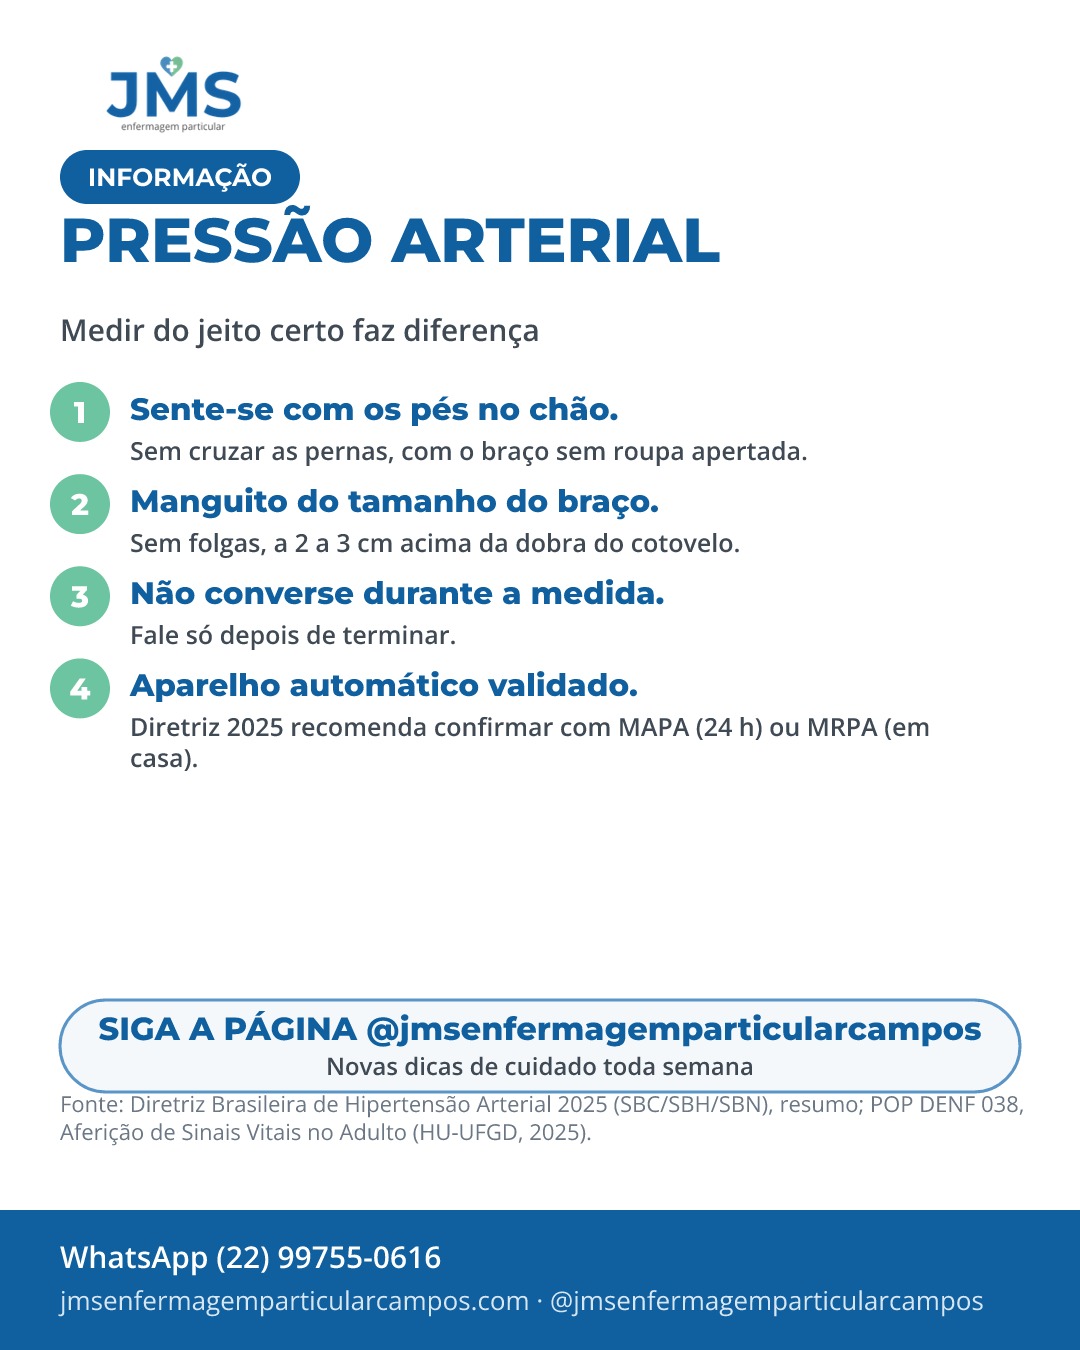 JMS
enfermagem particular
INFORMAÇÃO
PRESSÃO ARTERIAL
Medir do jeito certo faz diferença
1 Sente-se com os pés no chão.
Sem cruzar as pernas, com o braço sem roupa apertada.
2 Manguito do tamanho do braço.
Sem folgas, a 2 a 3 cm acima da dobra do cotovelo.
3 Não converse durante a medida.
Fale só depois de terminar.
4 Aparelho automático validado.
Diretriz 2025 recomenda confirmar com MAPA (24 h) ou MRPA (em
casa).
SIGA A PÁGINA @jmsenfermagemparticularcampos
Novas dicas de cuidado toda semana
Fonte: Diretriz Brasileira de Hipertensão Arterial 2025 (SBC/SBH/SBN), resumo; POP DENF 038,
Aferição de Sinais Vitais no Adulto (HU-UFGD, 2025).
WhatsApp (22) 99755-0616
jmsenfermagemparticularcampos.com · @jmsenfermagemparticularcampos